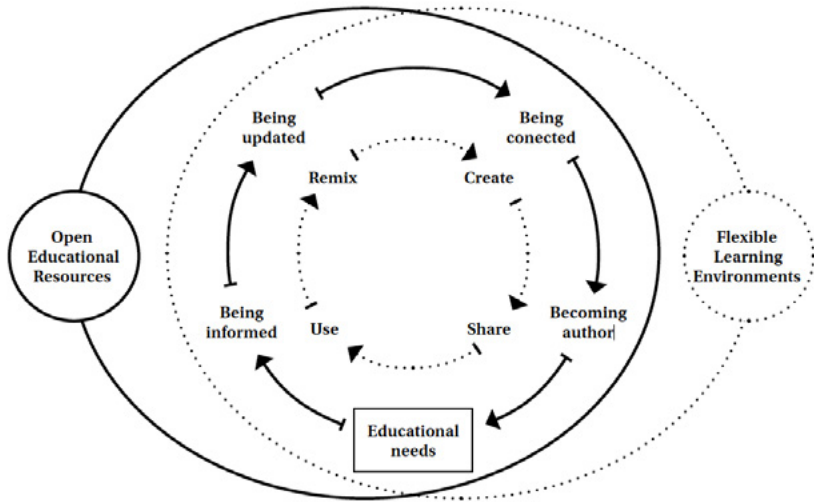 Being
updated
Being
conected
Remix
Create
Open
Educational
Resources
Flexible
Learning
Environments
Being
informed
Use
Share
Becoming
author
Educational
needs